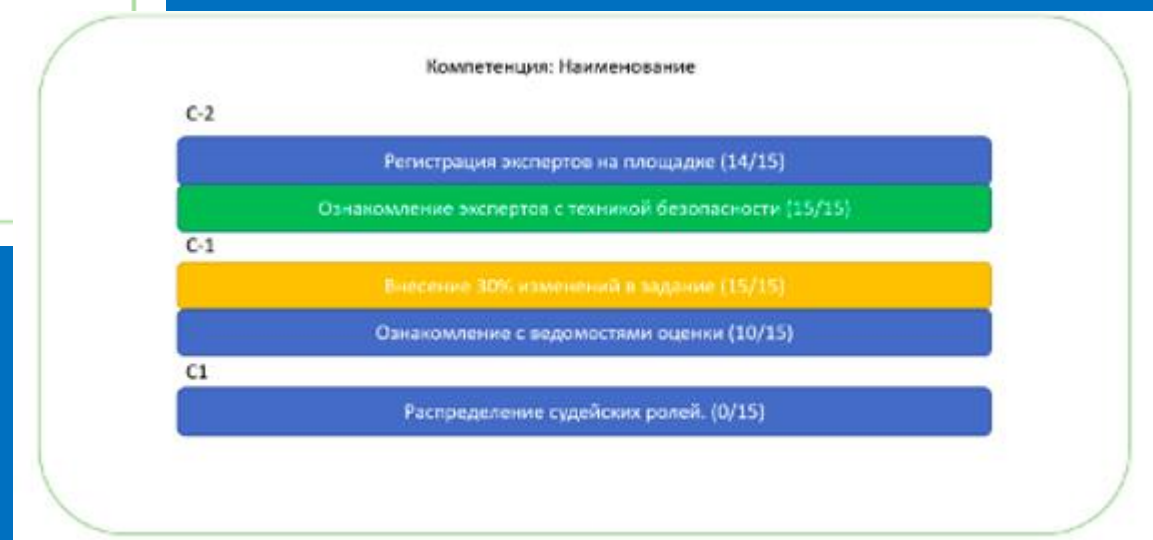 Компетенция: Наименование
С-2
Регистрация экспертов на площадке (14/15)
Ознакомление экспертов с техникой безопасности (15/15)
С-1
Внесение 30% изменений в задание (15/15)
Ознакомление с ведомостями оценки (10/15)
С1
Распределение судейских ролей. (0/15)